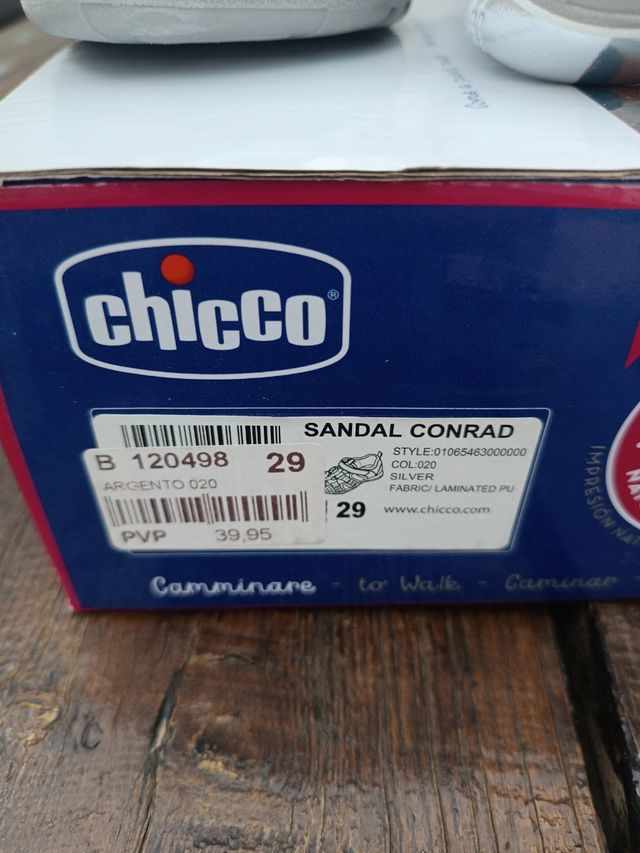 chicco®
SANDAL CONRAD
STYLE:01065463000000
COL:020
SILVER
FABRIC/ LAMINATED PU
29 www.chicco.com
B 120498 29
ARGENTO 020
PVP 39,95
Camminare - to Walk - Caminar
IMPRESIÓN